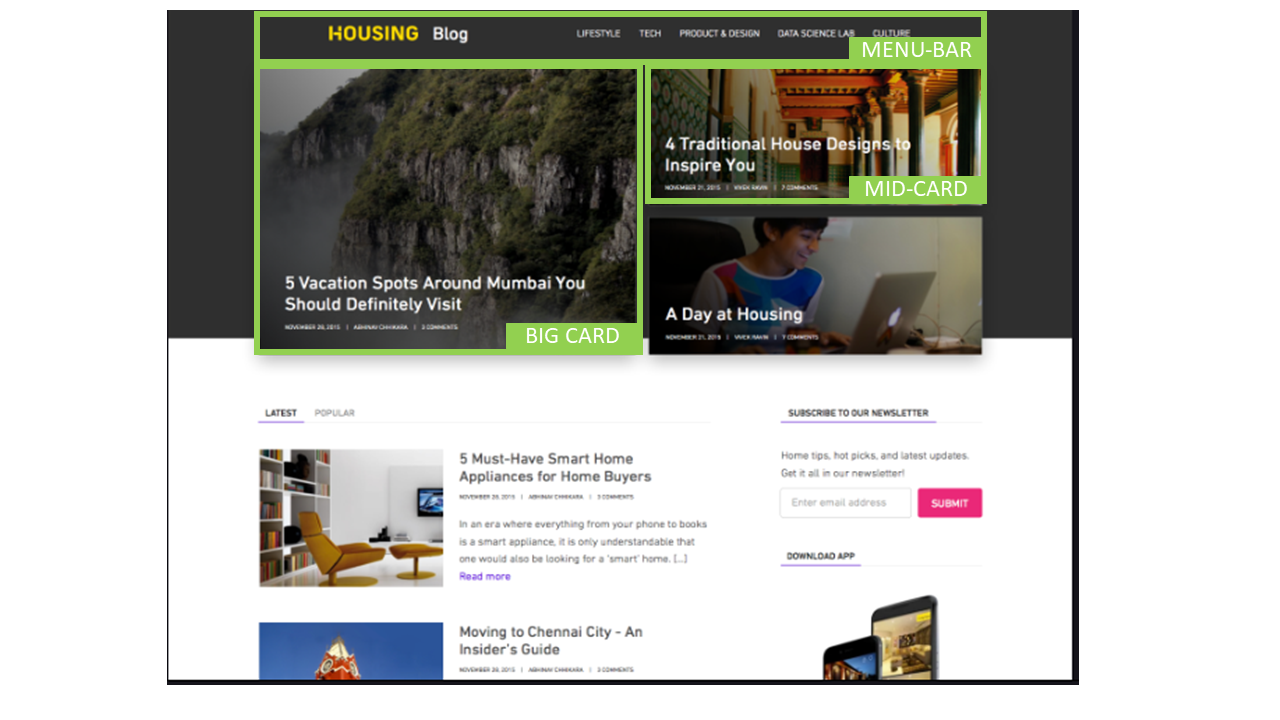 HOUSING Blog
LIFESTYLE TECH PRODUCT & DESIGN DATA SCIENCE LAB CULTURE
MENU-BAR
5 Vacation Spots Around Mumbai You
Should Definitely Visit
NOVEMBER 26, 2015 | ABHINAV CHHIKARA | 3 COMMENTS
BIG CARD
4 Traditional House Designs to
Inspire You
NOVEMBER 21, 2015 | VIVEK RAVIN | 7 COMMENTS
MID-CARD
A Day at Housing
NOVEMBER 21, 2015 | VIVEK RAVIN | 7 COMMENTS
LATEST POPULAR
5 Must-Have Smart Home
Appliances for Home Buyers
NOVEMBER 26, 2015 | ABHINAV CHHIKARA | 3 COMMENTS
In an era where everything from your phone to books
is a smart appliance, it is only understandable that
one would also be looking for a 'smart' home. [...]
Read more
Moving to Chennai City - An
Insider's Guide
NOVEMBER 26, 2015 | ABHINAV CHHIKARA | 3 COMMENTS
SUBSCRIBE TO OUR NEWSLETTER
Home tips, hot picks, and latest updates.
Get it all in our newsletter!
Enter email address SUBMIT
DOWNLOAD APP